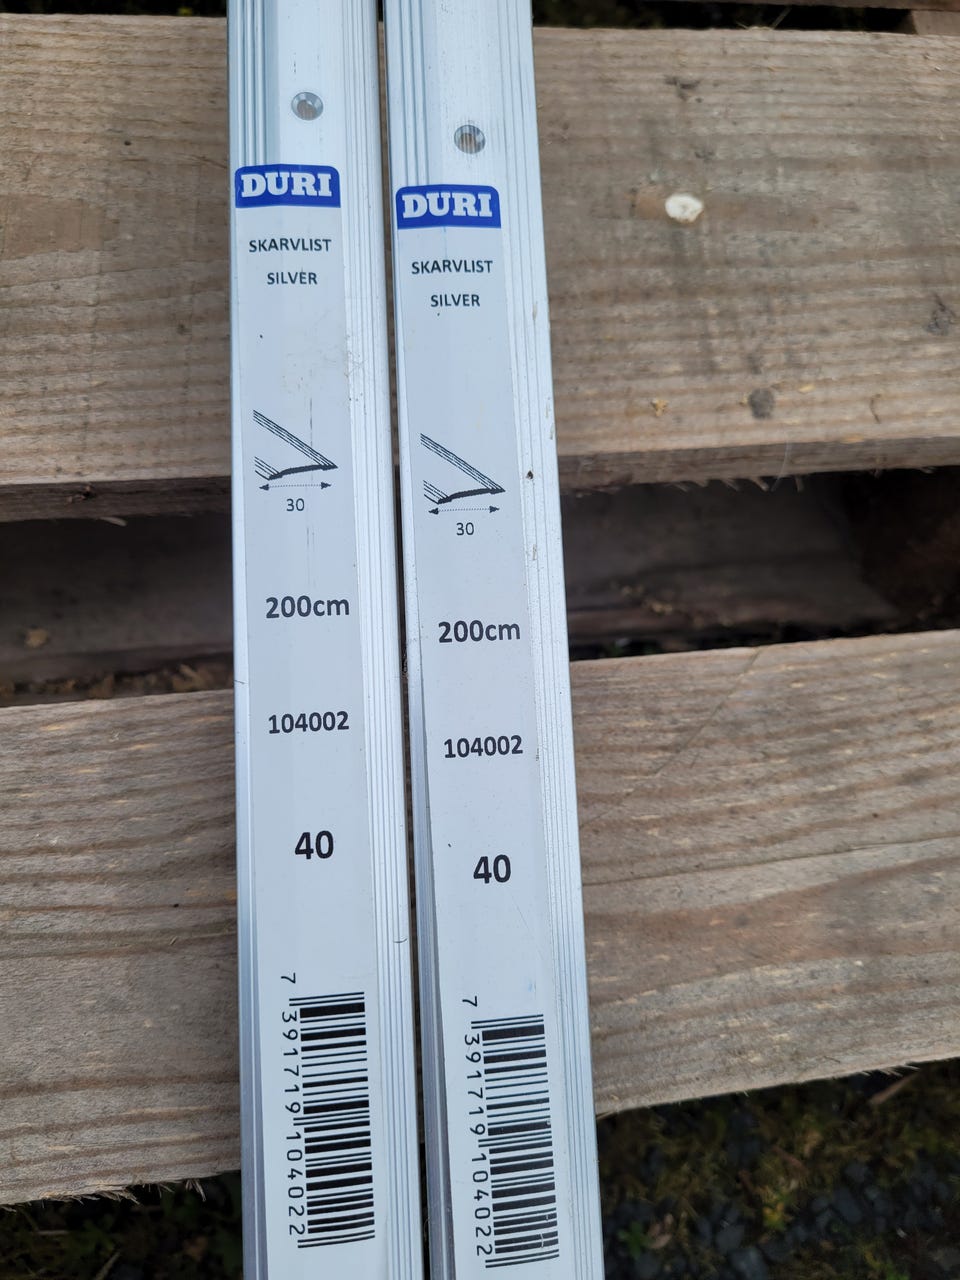 DURI
SKARVLIST
SILVER
30
200cm
104002
40
7 391719 104022
DURI
SKARVLIST
SILVER
30
200cm
104002
40
7 391719 104022